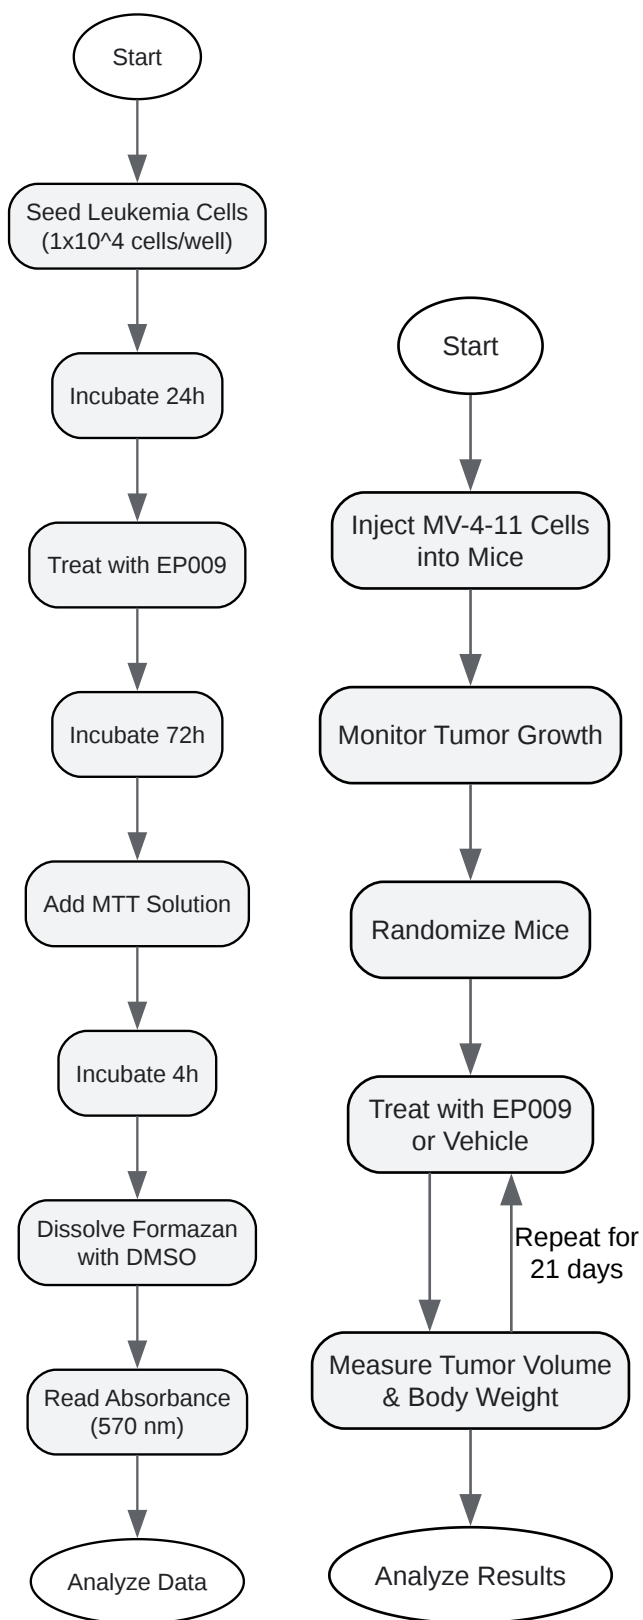 Start
Seed Leukemia Cells
(1x10^4 cells/well)
Incubate 24h
Treat with EP009
Incubate 72h
Add MTT Solution
Incubate 4h
Dissolve Formazan
with DMSO
Read Absorbance
(570 nm)
Analyze Data
Start
Inject MV-4-11 Cells
into Mice
Monitor Tumor Growth
Randomize Mice
Treat with EP009
or Vehicle
Repeat for
21 days
Measure Tumor Volume
& Body Weight
Analyze Results